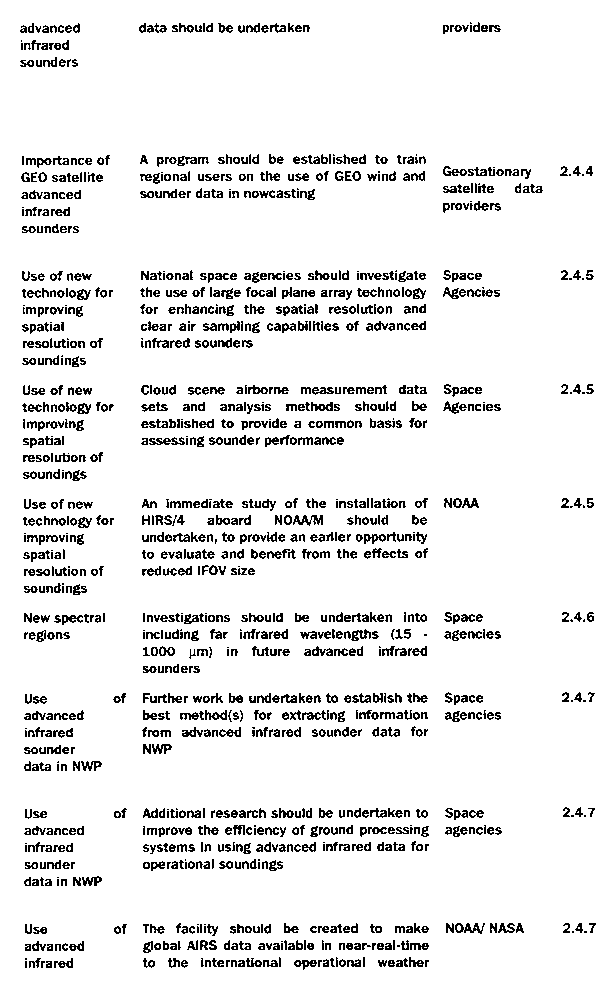 advanced infrared sounders
data should be undertaken
providers
Importance of
GEO satellite
advanced
infrared
sounders
A program should be established to train
regional users on the use of GEO wind and
sounder data in nowcasting
Geostationary
satellite data
providers
2.4.4
Use of new
technology for
improving
spatial
resolution of
soundings
National space agencies should investigate
the use of large focal plane array technology
for enhancing the spatial resolution and
clear air sampling capabilities of advanced
infrared sounders
Space
Agencies
2.4.5
Use of new
technology for
improving
spatial
resolution of
soundings
Cloud scene airborne measurement data
sets and analysis methods should be
established to provide a common basis for
assessing sounder performance
Space
Agencies
2.4.5
Use of new
technology for
improving
spatial
resolution of
soundings
An immediate study of the installation of
HIRS/4 aboard NOAA/M should be
undertaken, to provide an earlier opportunity
to evaluate and benefit from the effects of
reduced IFOV size
NOAA
2.4.5
New spectral
regions
Investigations should be undertaken into
including far infrared wavelengths (15 -
1000 µm) in future advanced infrared
sounders
Space
agencies
2.4.6
Use of
advanced
infrared
sounder
data in NWP
Further work be undertaken to establish the
best method(s) for extracting information
from advanced infrared sounder data for
NWP
Space
agencies
2.4.7
Use of
advanced
infrared
sounder
data in NWP
Additional research should be undertaken to
improve the efficiency of ground processing
systems in using advanced infrared data for
operational soundings
Space
agencies
2.4.7
Use of
advanced
infrared
The facility should be created to make
global AIRS data available in near-real-time
to the international operational weather
NOAA/ NASA
2.4.7